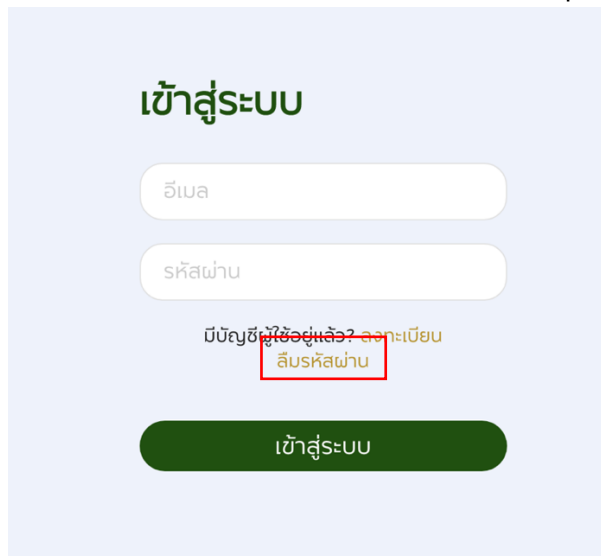 เข้าสู่ระบบ
อีเมล
รหัสผ่าน
มีบัญชีผู้ใช้อยู่แล้ว? ลงทะเบียน
ลืมรหัสผ่าน
เข้าสู่ระบบ